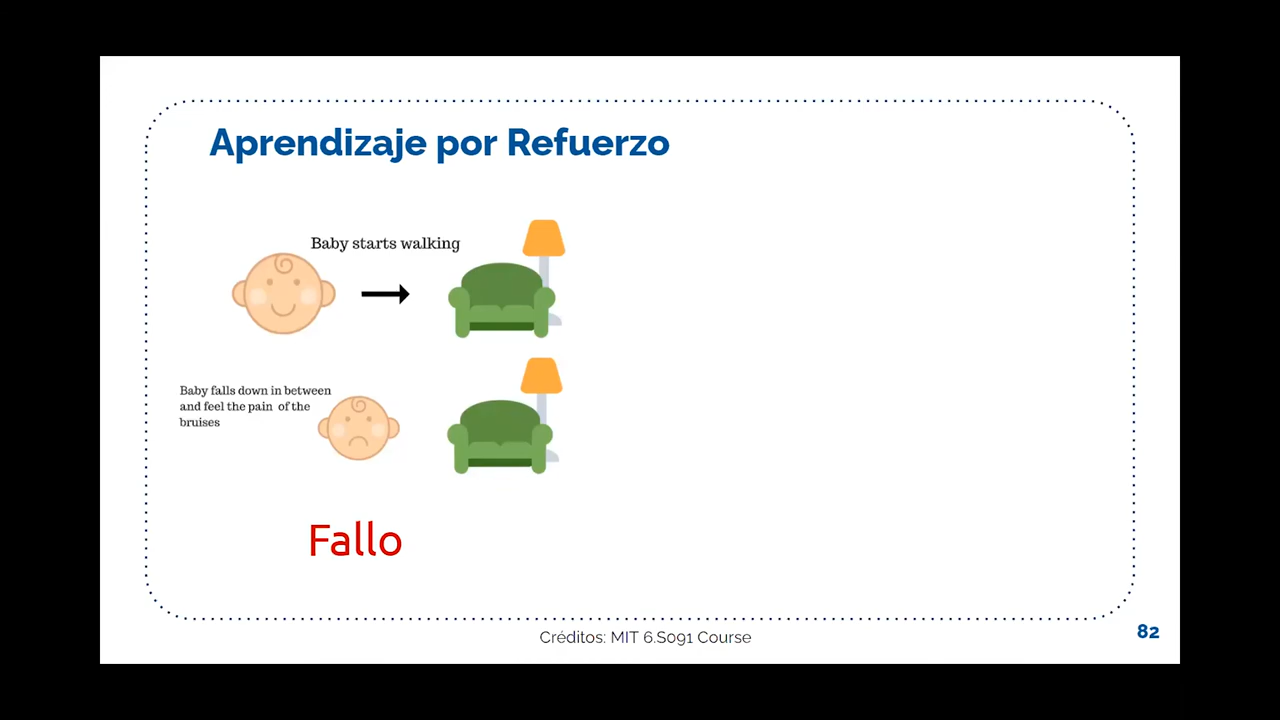 Aprendizaje por Refuerzo
Baby starts walking
Baby falls down in between
and feel the pain of the
bruises
Fallo
Créditos: MIT 6.S091 Course
82